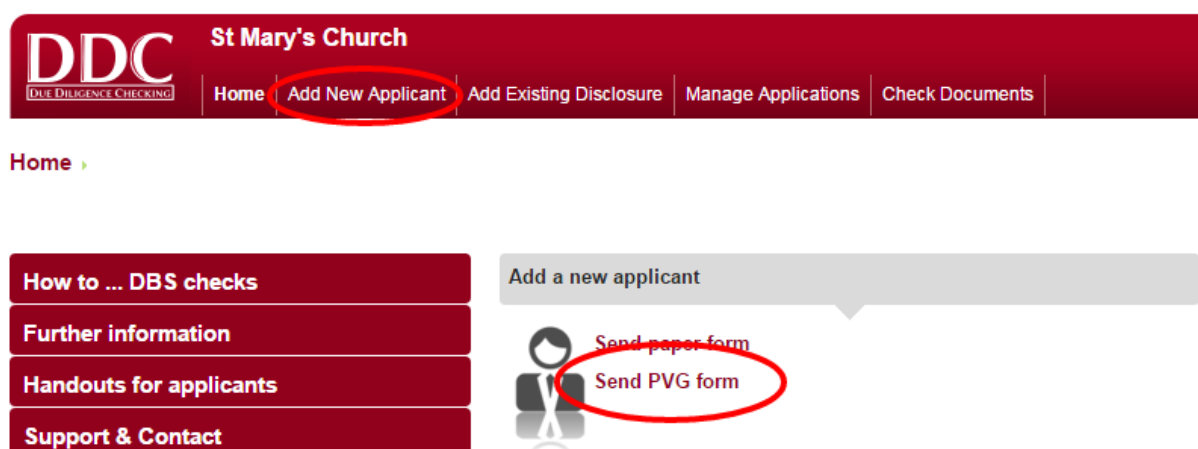 DDC
DUE DILIGENCE CHECKING
St Mary's Church
Home Add New Applicant Add Existing Disclosure Manage Applications Check Documents
Home
How to ... DBS checks
Further information
Handouts for applicants
Support & Contact
Add a new applicant
Send paper form
Send PVG form